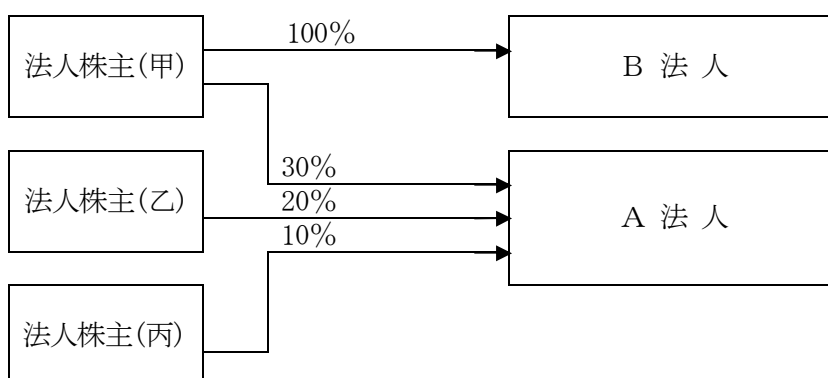 法人株主(甲)
100%
B 法 人
30%
法人株主(乙)
20%
A 法 人
10%
法人株主(丙)